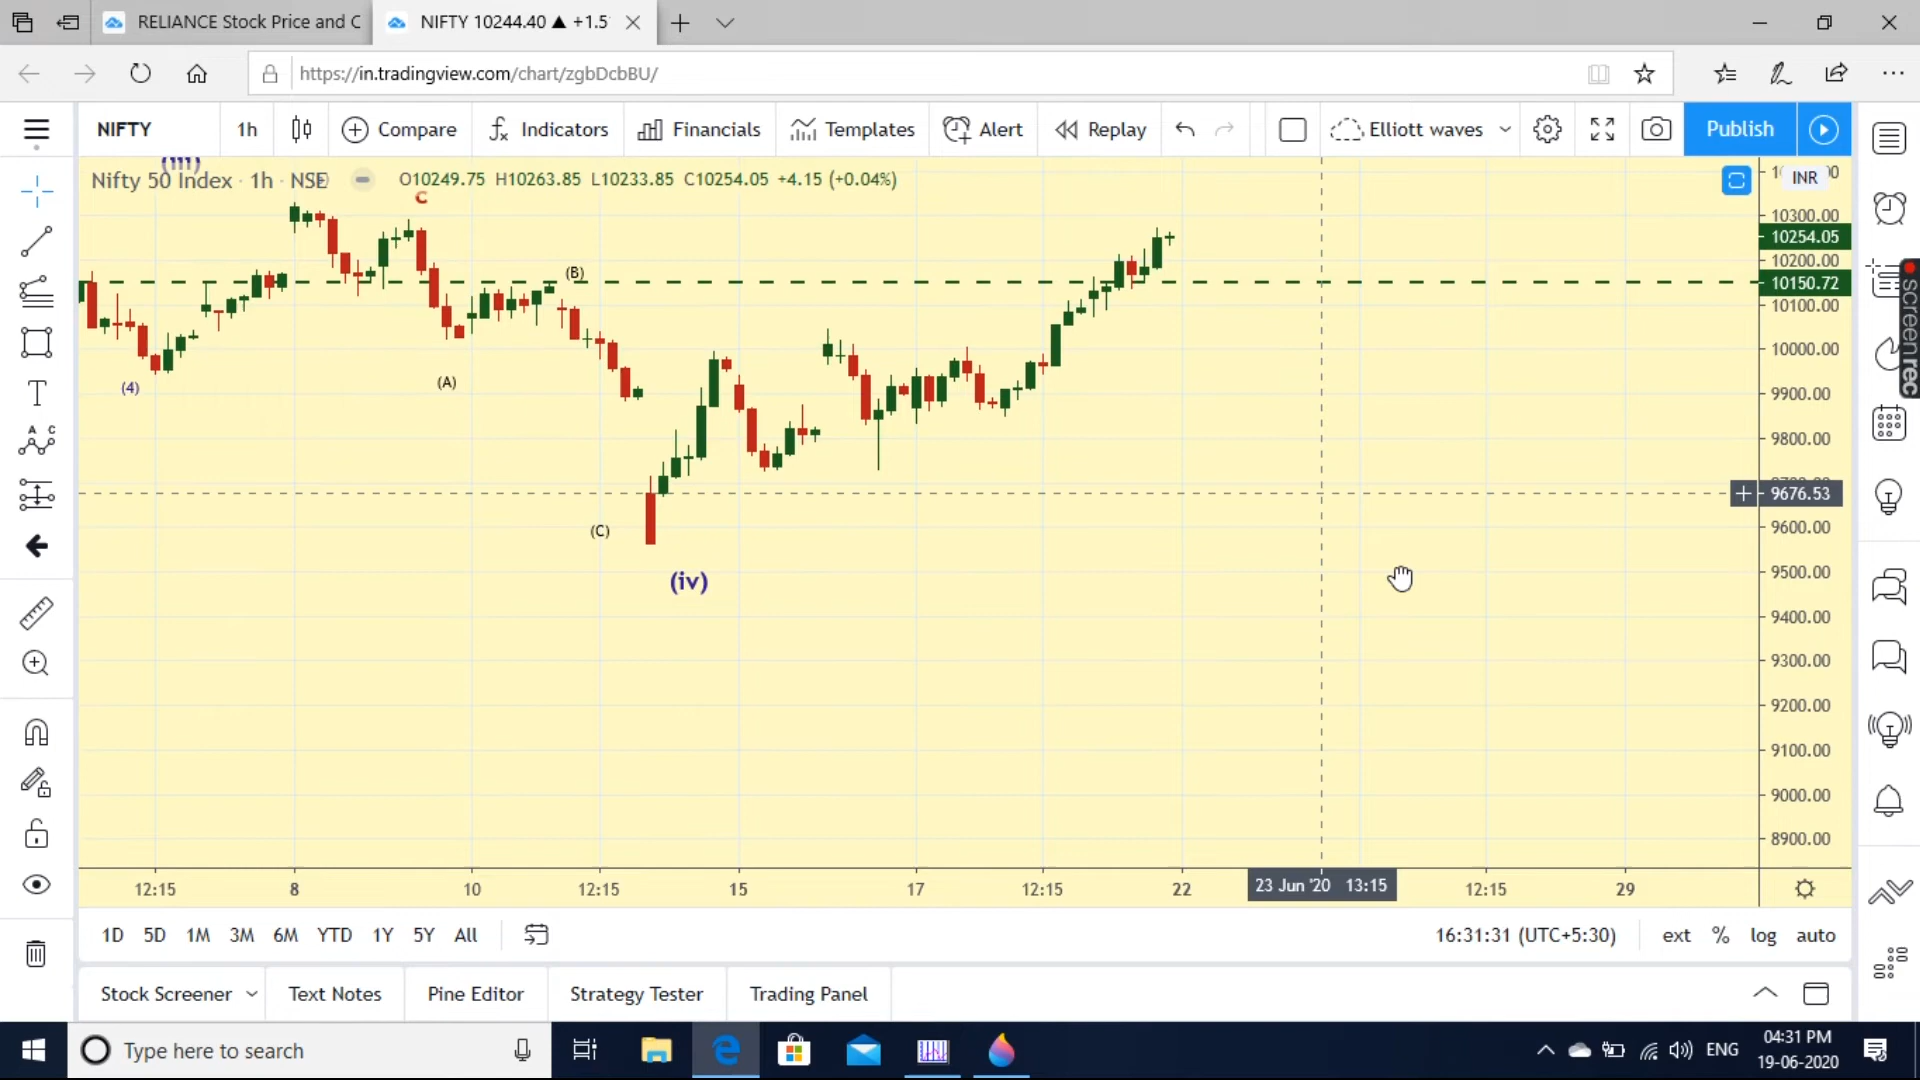 RELIANCE Stock Price and C
NIFTY 10244.40 ▲ +1.5
https://in.tradingview.com/chart/zgbDcbBU/
NIFTY
1h
Compare
Indicators
Financials
Templates
Alert
Replay
Elliott waves
Publish
(iii)
Nifty 50 Index · 1h · NSE
O10249.75 H10263.85 L10233.85 C10254.05 +4.15 (+0.04%)
INR
C
10300.00
10254.05
10200.00
(B)
10150.72
10100.00
10000.00
(4)
(A)
9900.00
9800.00
9676.53
(C)
9600.00
(iv)
9500.00
9400.00
9300.00
9200.00
9100.00
9000.00
8900.00
screenrec
12:15
8
10
12:15
15
17
12:15
22
23 Jun '20 13:15
12:15
29
1D 5D 1M 3M 6M YTD 1Y 5Y All
16:31:31 (UTC+5:30)
ext % log auto
Stock Screener
Text Notes
Pine Editor
Strategy Tester
Trading Panel
Type here to search
ENG
04:31 PM
19-06-2020